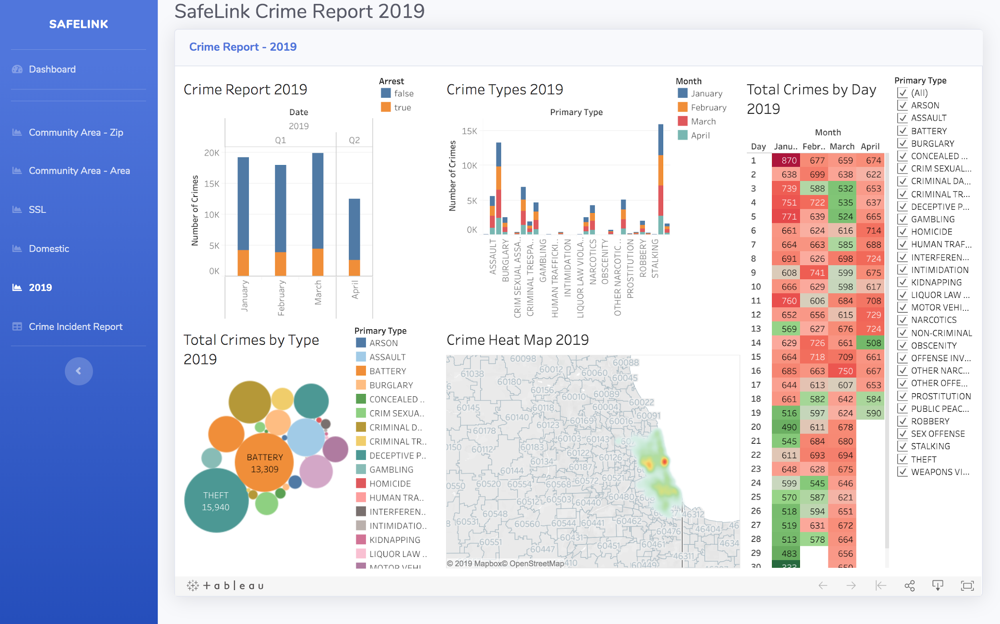 SAFELINK
Dashboard
Community Area - Zip
Community Area - Area
SSL
Domestic
2019
Crime Incident Report
SafeLink Crime Report 2019
Crime Report - 2019
Crime Report 2019
Arrest
false
true
Date
2019
Q1 Q2
Number of Crimes
20K
15K
10K
5K
0K
January
February
March
April
Crime Types 2019
Month
January
February
March
April
Primary Type
Number of Crimes
15K
10K
5K
0K
ASSAULT
BURGLARY
CRIM SEXUAL ASSA..
CRIMINAL TRESPA..
GAMBLING
HUMAN TRAFFICKI..
INTIMIDATION
LIQUOR LAW VIOLA..
NARCOTICS
OBSCENITY
OTHER NARCOTIC ..
PROSTITUTION
ROBBERY
STALKING
Total Crimes by Type
2019
BATTERY
13,309
THEFT
15,940
Primary Type
ARSON
ASSAULT
BATTERY
BURGLARY
CONCEALED ..
CRIM SEXUA..
CRIMINAL D..
CRIMINAL TR..
DECEPTIVE P..
GAMBLING
HOMICIDE
HUMAN TRA..
INTERFEREN..
INTIMIDATIO..
KIDNAPPING
LIQUOR LAW ..
MOTOR VEHI
Crime Heat Map 2019
60098
60088
61038
60012
60060
60045
60180
60156
60010
60089
60022
60145
60118
60004
60091
60140
60123
60169
60016
60178
60103
60143
60112
60183
60122
60126
60134
60187
60144
60520
60554
60568
60572
60521
60512
60503
60440
60480
60548
46312
60531
60560
60544
60441
60462
60476
46404
60551
60431
60451
60461
60447
46311
60449
© 2019 Mapbox© OpenStreetMap
Total Crimes by Day
2019
Month
Day Janu.. Febr.. March April
1 870 677 659 674
2 638 699 638 622
3 739 588 532 653
4 751 722 535 637
5 771 639 524 665
6 661 624 616 714
7 664 663 585 688
8 691 626 698 724
9 608 741 599 675
10 666 629 598 617
11 760 606 684 708
12 652 656 615 729
13 569 627 676 724
14 629 726 661 508
15 664 718 709 661
16 685 663 750 667
17 644 613 607 653
18 661 582 642 584
19 516 597 624 590
20 490 611 678
21 545 684 680
22 611 693 694
23 648 628 675
24 599 545 646
25 570 587 621
26 518 594 651
27 519 631 672
28 513 578 664
29 483 656
30 333 650
Primary Type
(All)
ARSON
ASSAULT
BATTERY
BURGLARY
CONCEALED ...
CRIM SEXUAL...
CRIMINAL DA...
CRIMINAL TR...
DECEPTIVE P...
GAMBLING
HOMICIDE
HUMAN TRAF...
INTERFEREN...
INTIMIDATION
KIDNAPPING
LIQUOR LAW ...
MOTOR VEHI...
NARCOTICS
NON-CRIMINAL
OBSCENITY
OFFENSE INV...
OTHER NARC...
OTHER OFFE...
PROSTITUTION
PUBLIC PEAC...
ROBBERY
SEX OFFENSE
STALKING
THEFT
WEAPONS VI...
+ableau